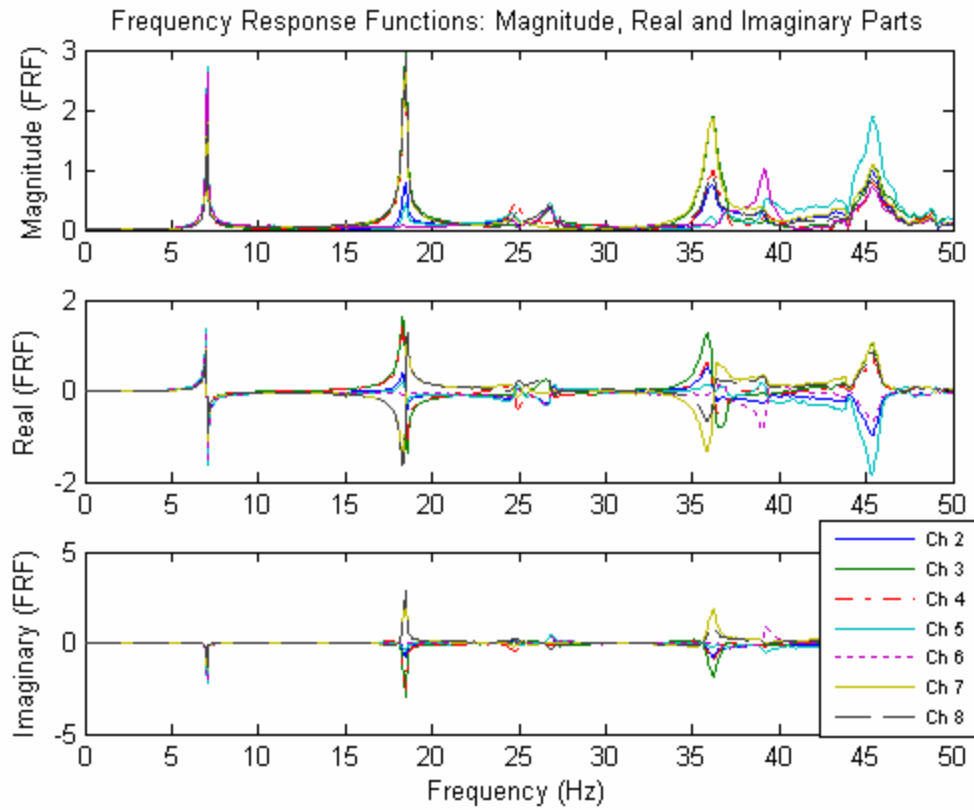 Frequency Response Functions: Magnitude, Real and Imaginary Parts
Magnitude (FRF)
3
2
1
0
0 5 10 15 20 25 30 35 40 45 50
Real (FRF)
2
0
-2
0 5 10 15 20 25 30 35 40 45 50
Imaginary (FRF)
5
0
-5
0 5 10 15 20 25 30 35 40 45 50
Frequency (Hz)
Ch 2
Ch 3
Ch 4
Ch 5
Ch 6
Ch 7
Ch 8